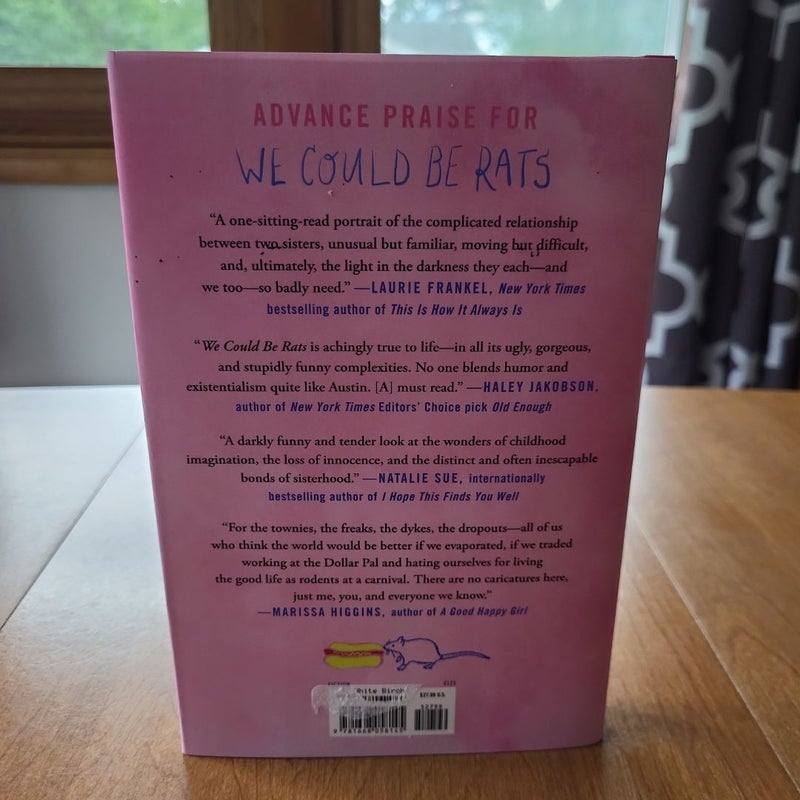 ADVANCE PRAISE FOR
WE COULD BE RATS
“A one-sitting-read portrait of the complicated relationship
between two sisters, unusual but familiar, moving but difficult,
and, ultimately, the light in the darkness they each—and
we too—so badly need.” —LAURIE FRANKEL, New York Times
bestselling author of This Is How It Always Is
“We Could Be Rats is achingly true to life—in all its ugly, gorgeous,
and stupidly funny complexities. No one blends humor and
existentialism quite like Austin. [A] must read.” —HALEY JAKOBSON,
author of New York Times Editors’ Choice pick Old Enough
“A darkly funny and tender look at the wonders of childhood
imagination, the loss of innocence, and the distinct and often inescapable
bonds of sisterhood.” —NATALIE SUE, internationally
bestselling author of I Hope This Finds You Well
“For the townies, the freaks, the dykes, the dropouts—all of us
who think the world would be better if we evaporated, if we traded
working at the Dollar Pal and hating ourselves for living
the good life as rodents at a carnival. There are no caricatures here,
just me, you, and everyone we know.”
—MARISSA HIGGINS, author of A Good Happy Girl
White Birch
$27.99 U.S.
52799